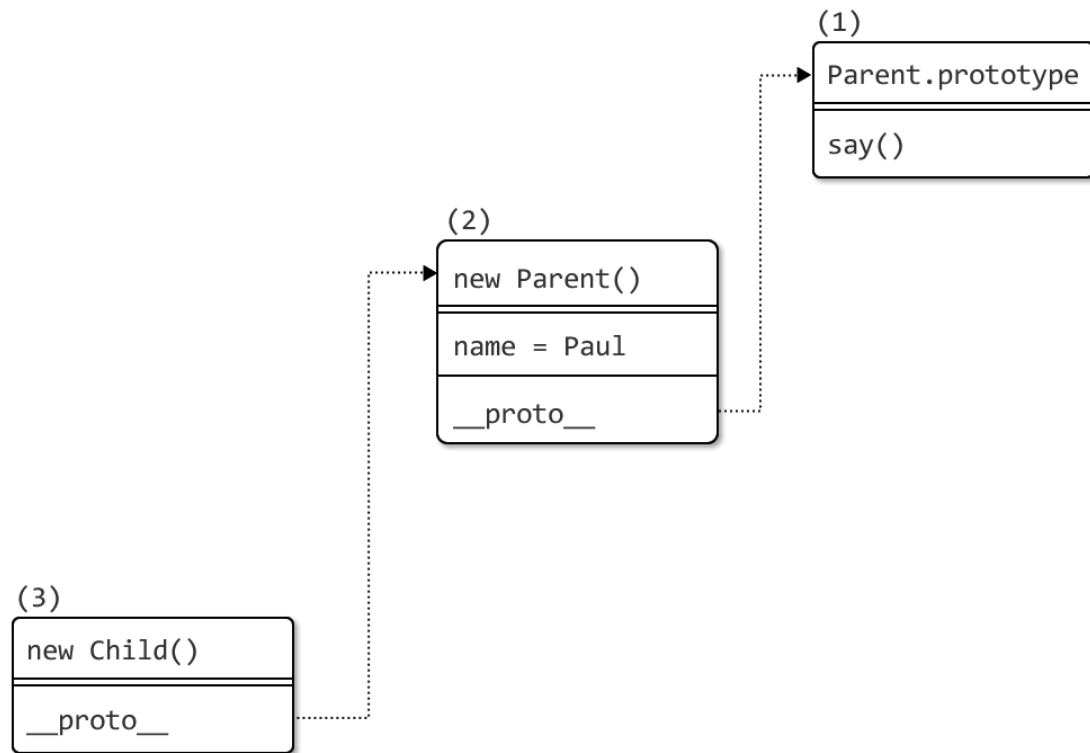 (1)
Parent.prototype
say()
(2)
new Parent()
name = Paul
__proto__
(3)
new Child()
__proto__